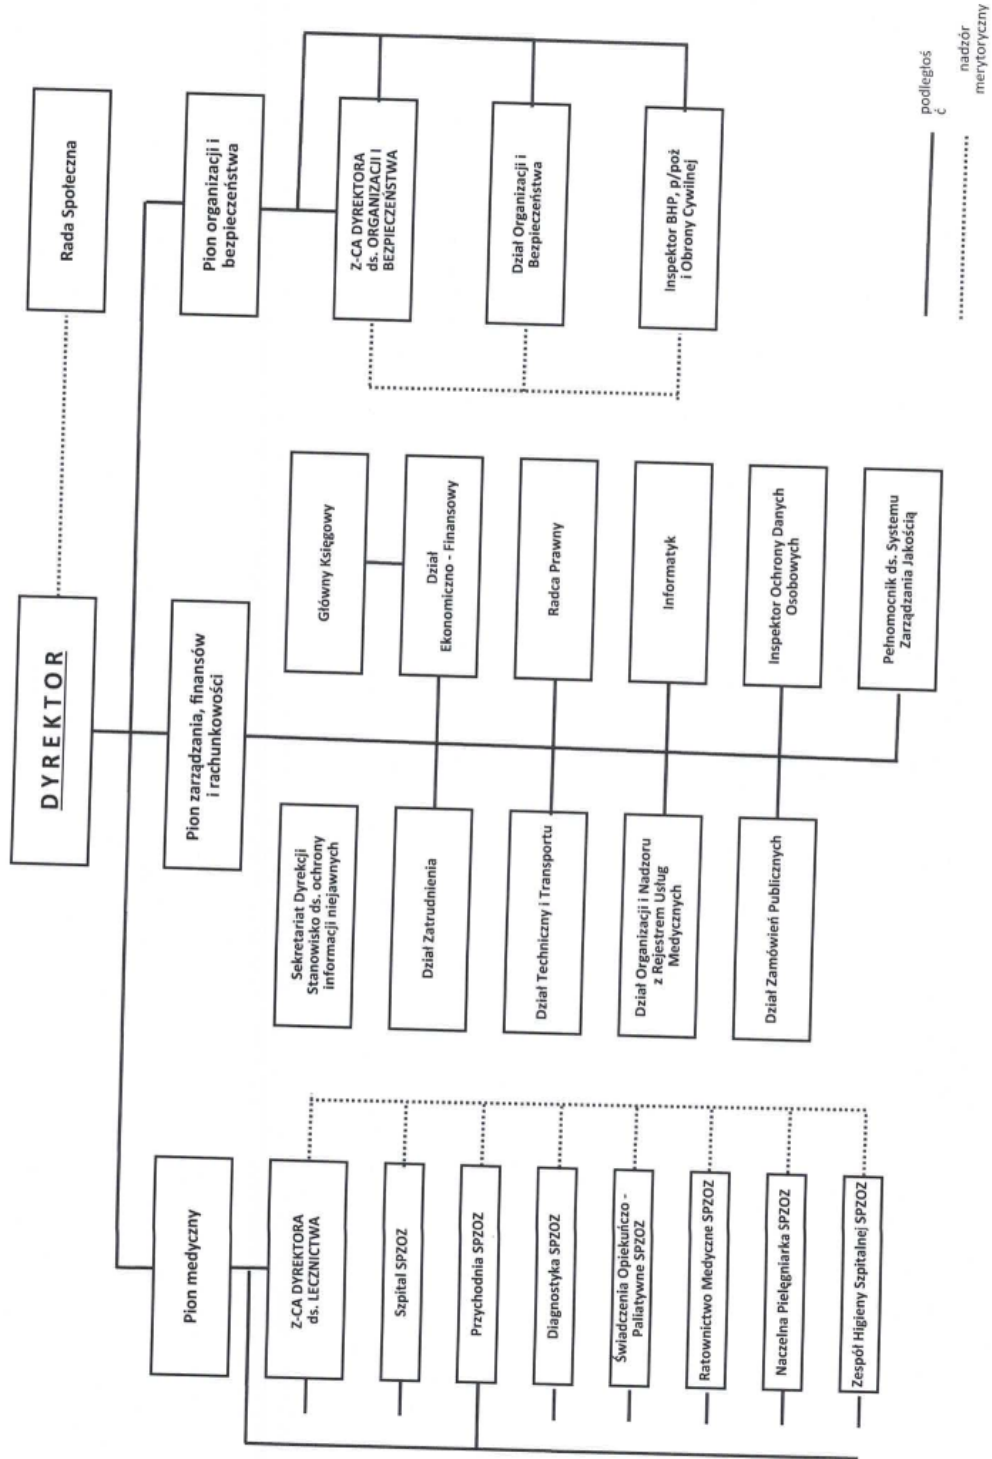 DYREKTOR
Rada Społeczna
Pion medyczny
Pion zarządzania, finansów
i rachunkowości
Pion organizacji i
bezpieczeństwa
Z-CA DYREKTORA
ds. LECZNICTWA
Szpital SPZOZ
Przychodnia SPZOZ
Diagnostyka SPZOZ
Świadczenia Opiekuńczo -
Paliatywne SPZOZ
Ratownictwo Medyczne SPZOZ
Naczelna Pielęgniarka SPZOZ
Zespół Higieny Szpitalnej SPZOZ
Sekretariat Dyrekcji
Stanowisko ds. ochrony
informacji niejawnych
Dział Zatrudnienia
Dział Techniczny i Transportu
Dział Organizacji i Nadzoru
z Rejestrem Usług
Medycznych
Dział Zamówień Publicznych
Główny Księgowy
Dział
Ekonomiczno - Finansowy
Radca Prawny
Informatyk
Inspektor Ochrony Danych
Osobowych
Pełnomocnik ds. Systemu
Zarządzania Jakością
Z-CA DYREKTORA
ds. ORGANIZACJI I
BEZPIECZEŃSTWA
Dział Organizacji i
Bezpieczeństwa
Inspektor BHP, p/poż
i Obrony Cywilnej
podległoś
ć
nadzór
merytoryczny